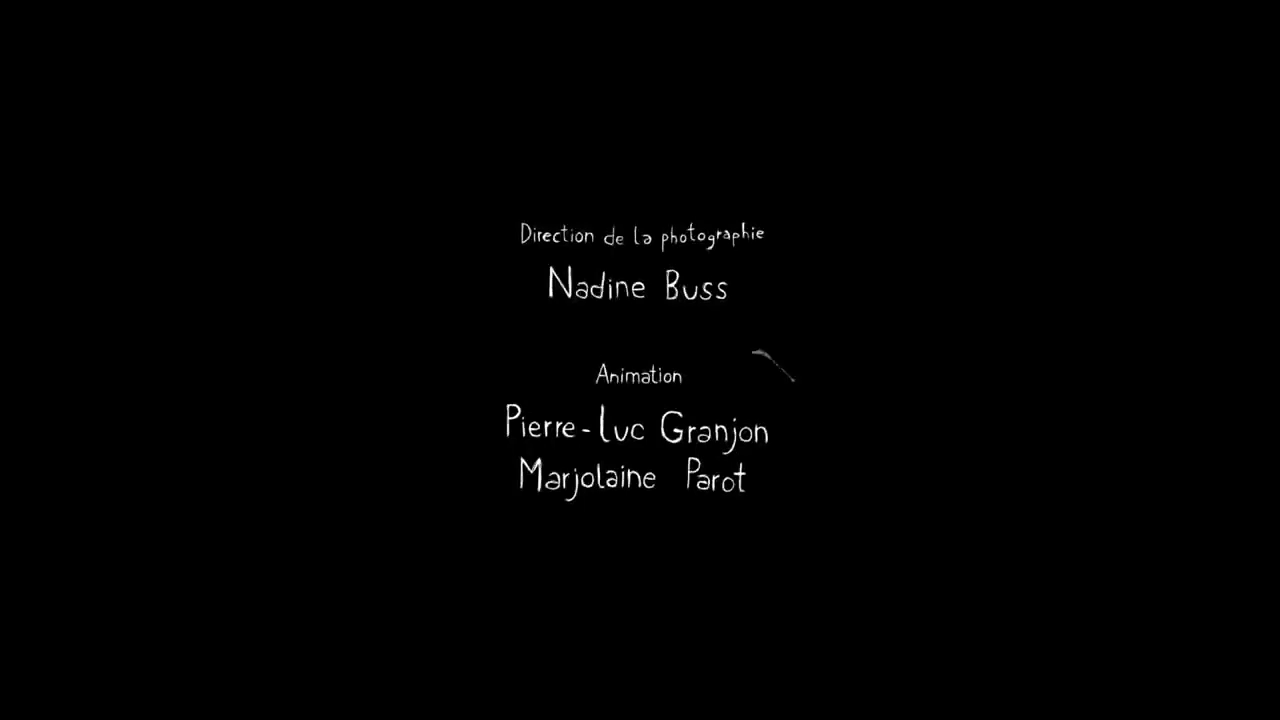 Direction de la photographie
Nadine Buss
Animation
Pierre-Luc Granjon
Marjolaine Parot